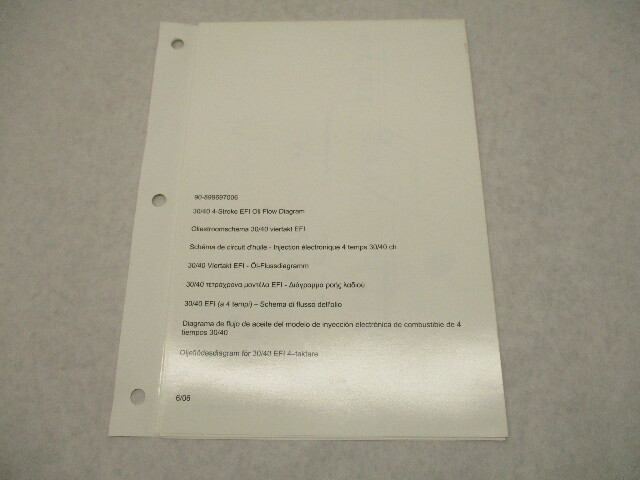 90-899697006
30/40 4-Stroke EFI Oil Flow Diagram
Oliestroomschema 30/40 viertakt EFI
Schéma de circuit d'huile - Injection électronique 4 temps 30/40 ch
30/40 Viertakt EFI - Öl-Flussdiagramm
30/40 τετράχρονα μοντέλα EFI - Διάγραμμα ροής λαδιού
30/40 EFI (a 4 tempi) – Schema di flusso dell'olio
Diagrama de flujo de aceite del modelo de inyección electrónica de combustible de 4
tiempos 30/40
Oljeflödesdiagram för 30/40 EFI 4–taktare
6/06